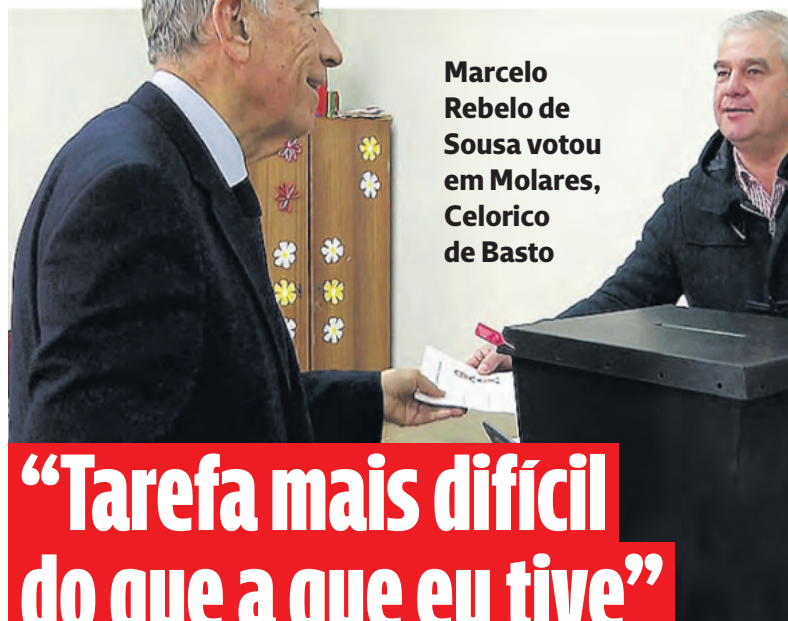 Marcelo
Rebelo de
Sousa votou
em Molares,
Celorico
de Basto
“Tarefa mais difícil
do que a que eu tive”